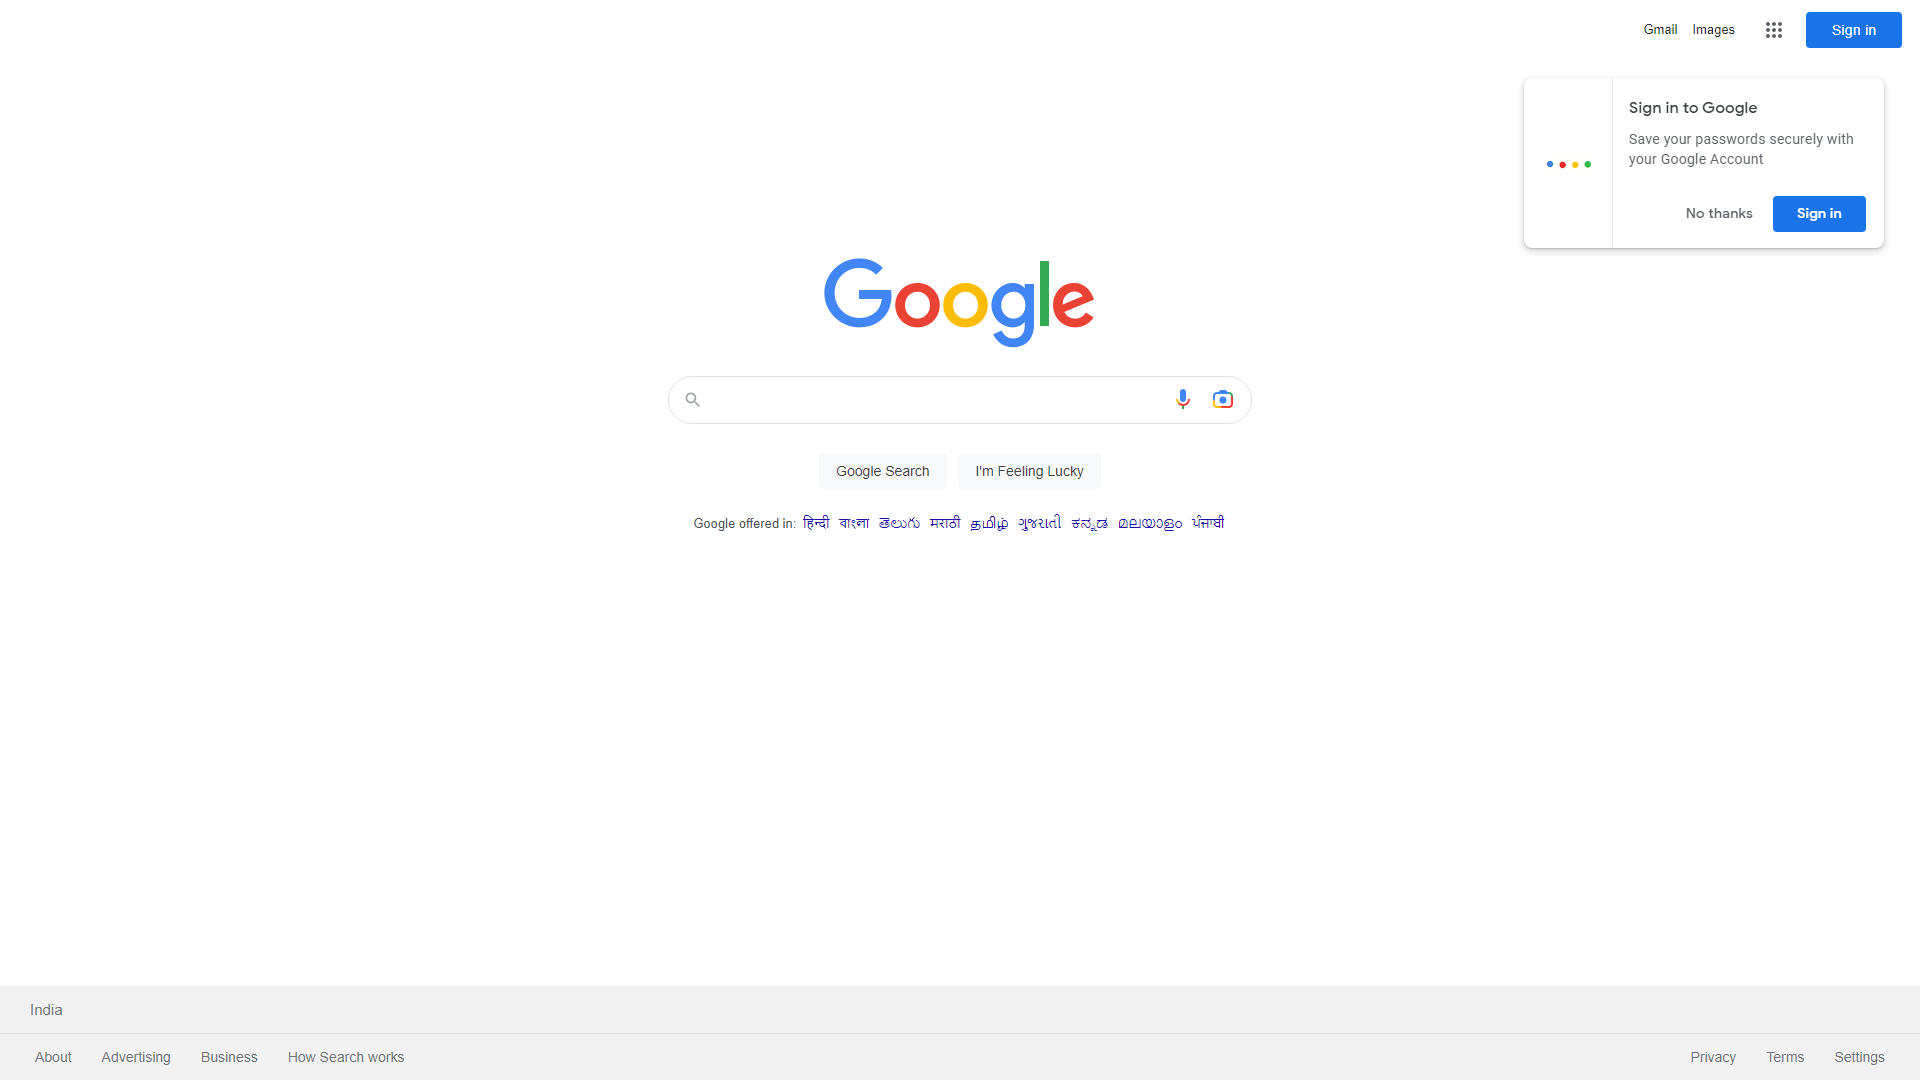 Gmail Images Sign in
Sign in to Google
Save your passwords securely with
your Google Account
No thanks Sign in
Google
Google Search I'm Feeling Lucky
Google offered in: हिन्दी বাংলা తెలుగు मराठी தமிழ் ગુજરાતી ಕನ್ನಡ മലയാളം ਪੰਜਾਬੀ
India
About Advertising Business How Search works Privacy Terms Settings